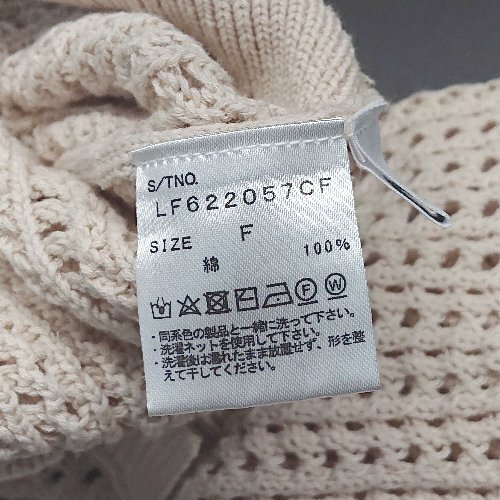 S/TNO.
LF622057CF
SIZE F
綿 100%
・同系色の製品と一緒に洗って下さい。
・洗濯ネットを使用して下さい。
・洗濯後は濡れたまま放置せず、形を整
えて干してください。